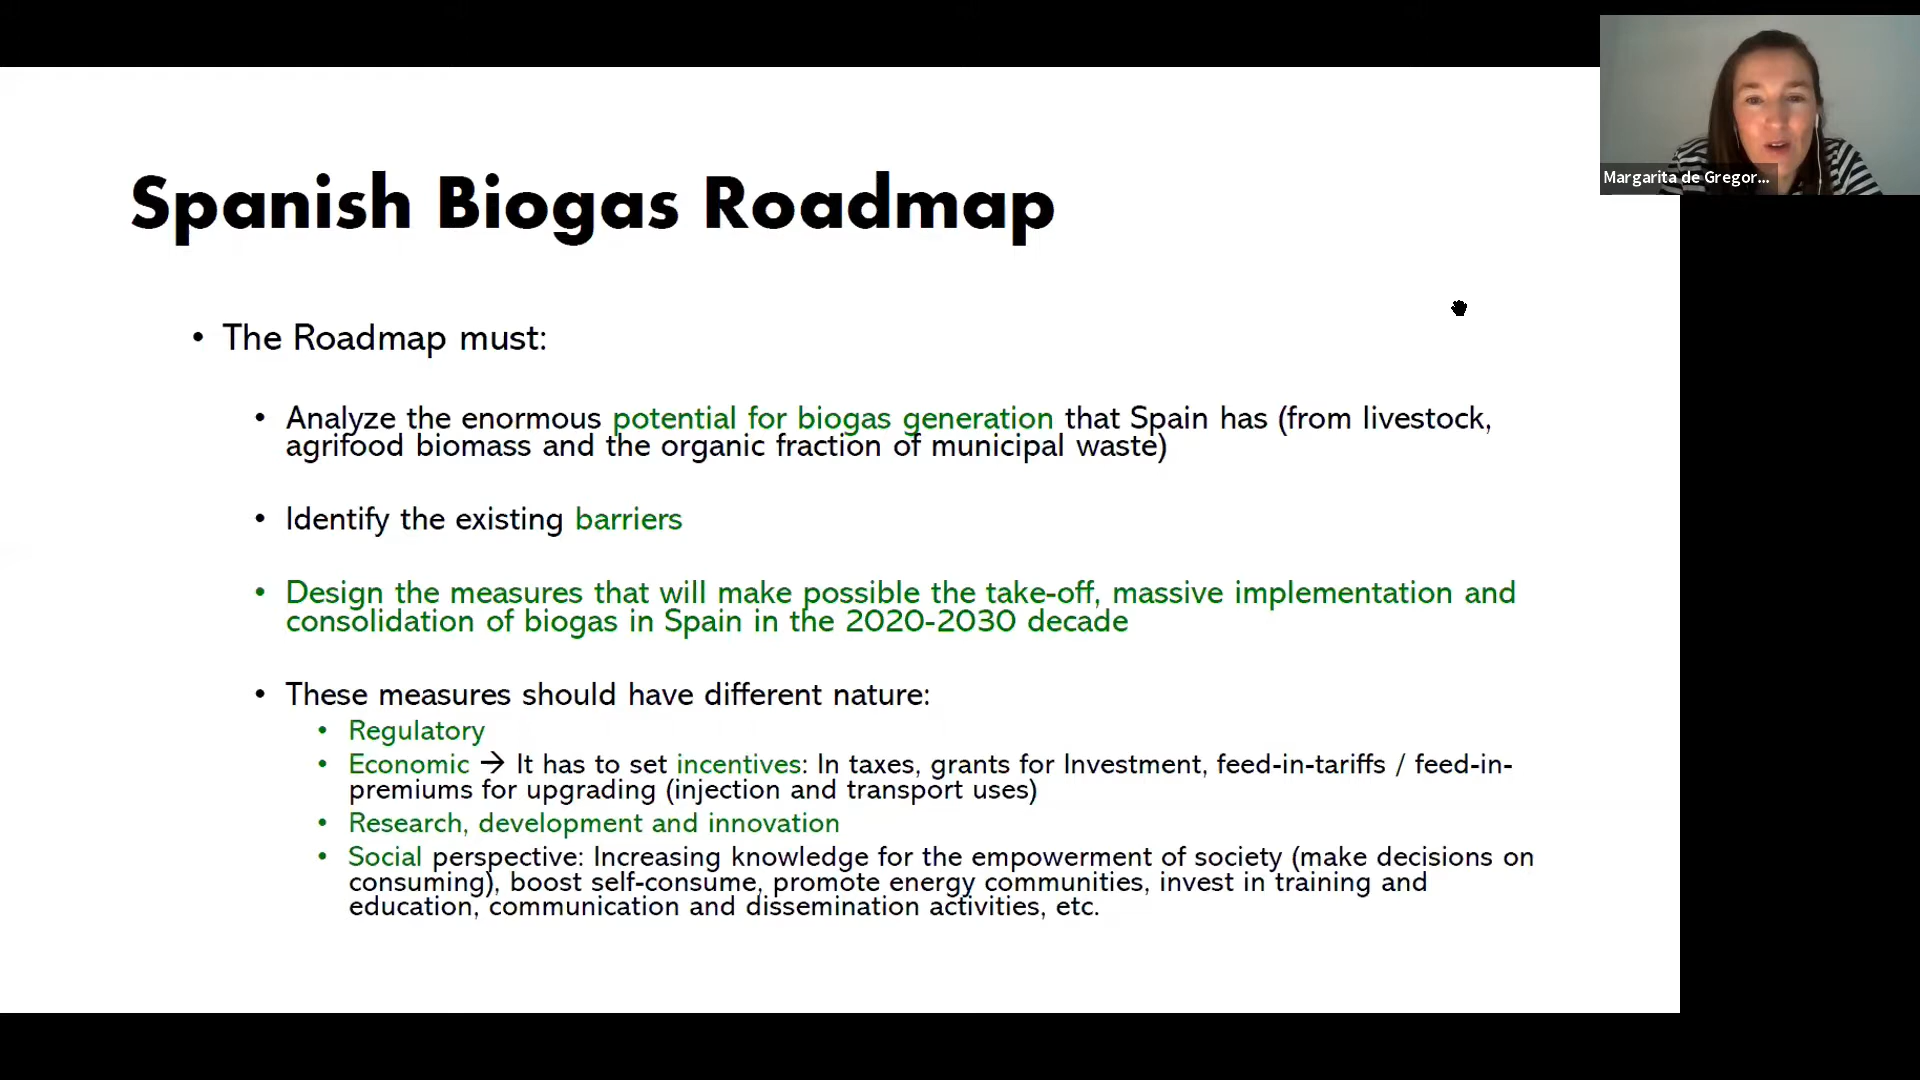 Margarita de Gregor...
Spanish Biogas Roadmap
• The Roadmap must:
• Analyze the enormous potential for biogas generation that Spain has (from livestock,
agrifood biomass and the organic fraction of municipal waste)
• Identify the existing barriers
• Design the measures that will make possible the take-off, massive implementation and
consolidation of biogas in Spain in the 2020-2030 decade
• These measures should have different nature:
• Regulatory
• Economic → It has to set incentives: In taxes, grants for Investment, feed-in-tariffs / feed-in-
premiums for upgrading (injection and transport uses)
• Research, development and innovation
• Social perspective: Increasing knowledge for the empowerment of society (make decisions on
consuming), boost self-consume, promote energy communities, invest in training and
education, communication and dissemination activities, etc.